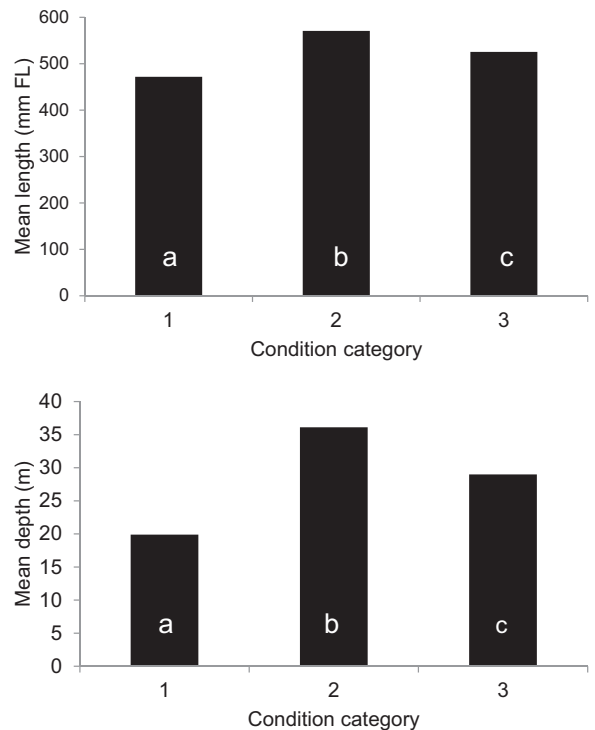 Mean length (mm FL)
600
500
400
300
200
100
0
a
b
c
1
2
3
Condition category
Mean depth (m)
40
35
30
25
20
15
10
5
0
a
b
c
1
2
3
Condition category